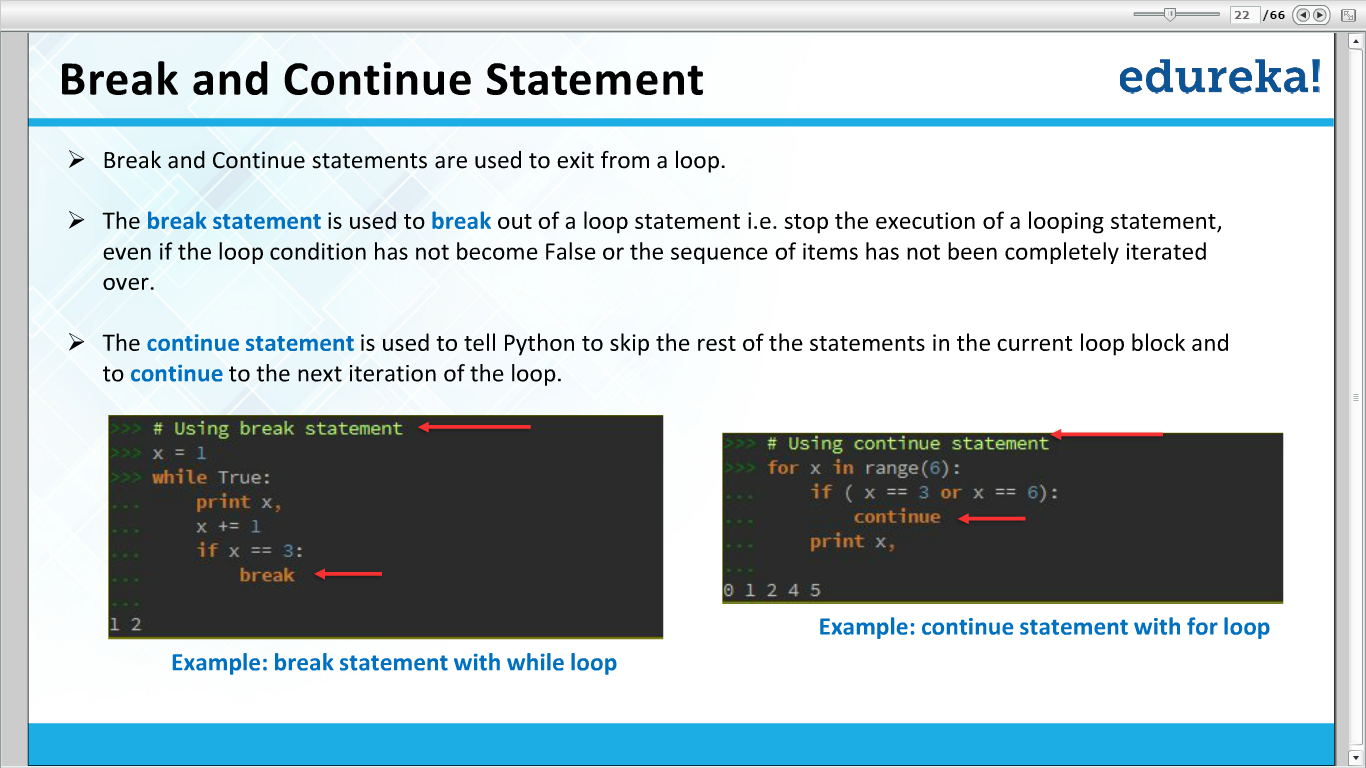 22 /66
Break and Continue Statement
edureka!
Break and Continue statements are used to exit from a loop.
The break statement is used to break out of a loop statement i.e. stop the execution of a looping statement,
even if the loop condition has not become False or the sequence of items has not been completely iterated
over.
The continue statement is used to tell Python to skip the rest of the statements in the current loop block and
to continue to the next iteration of the loop.
>>> # Using break statement
>>> x = 1
>>> while True:
...     print x,
...     x += 1
...     if x == 3:
...         break
...
1 2
Example: break statement with while loop
>>> # Using continue statement
>>> for x in range(6):
...     if ( x == 3 or x == 6):
...         continue
...     print x,
...
0 1 2 4 5
Example: continue statement with for loop